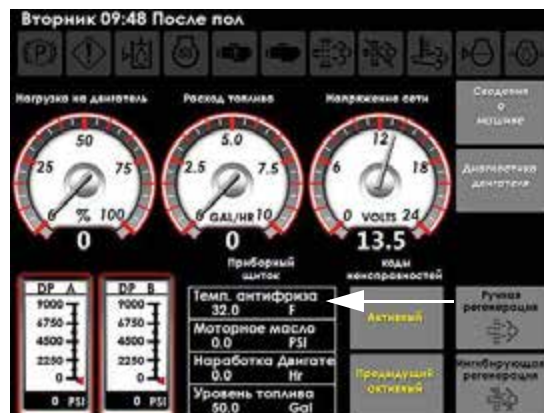 Вторник 09:48 После пол
Нагрузка на двигатель
Расход топлива
Напряжение сети
Сведения о машине
50
25
75
0
%
100
0
5.0
2.5
7.5
0
GAL/HR
10
0
12
6
18
0
VOLTS
24
13.5
Диагностика двигателя
Приборный щиток
коды неисправностей
DP A
9000
6750
4500
2250
0
0 PSI
DP B
9000
6750
4500
2250
0
0 PSI
Темп. антифриза
32.0 F
Моторное масло
0.0 PSI
Наработка Двигате
0.0 Hr
Уровень топлива
50.0 Gal
Активный
Предыдущий активный
Ручная регенерация
Ингибирующая регенерация